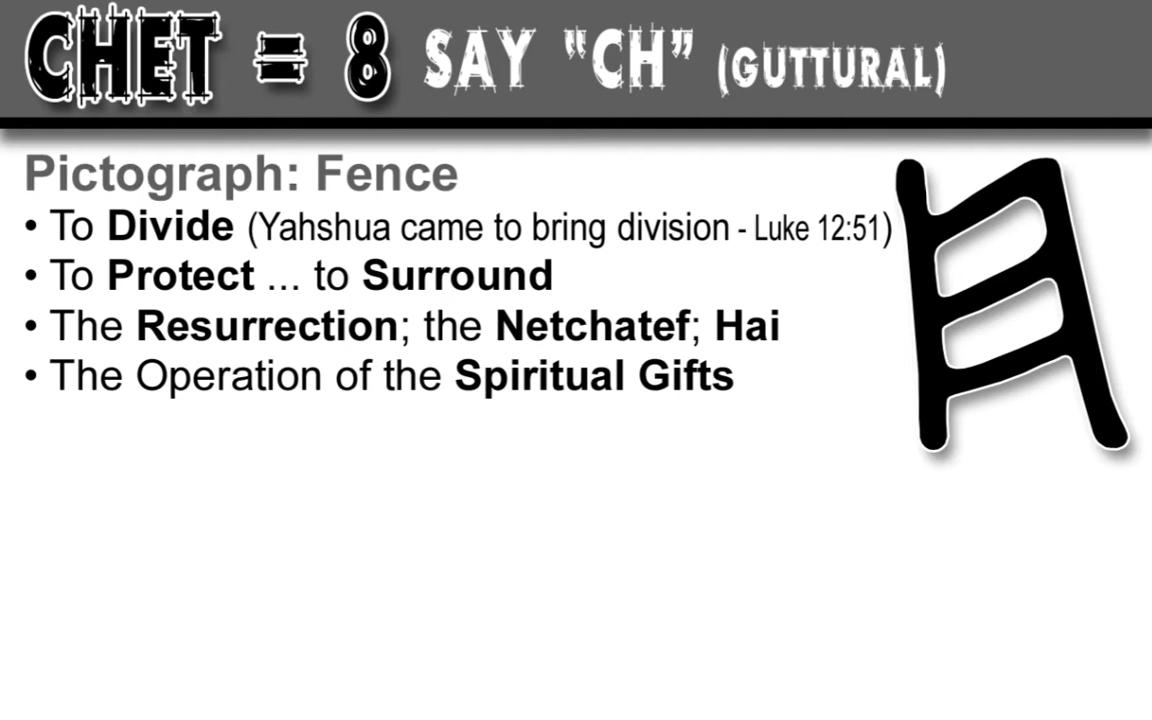 CHET = 8 SAY "CH" (GUTTURAL)
Pictograph: Fence
• To Divide (Yahshua came to bring division - Luke 12:51)
• To Protect ... to Surround
• The Resurrection; the Netchatef; Hai
• The Operation of the Spiritual Gifts